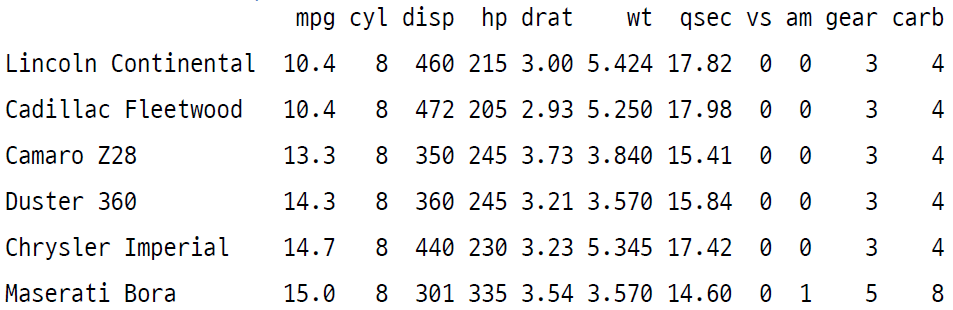 mpg cyl disp hp drat wt qsec vs am gear carb
Lincoln Continental 10.4 8 460 215 3.00 5.424 17.82 0 0 3 4
Cadillac Fleetwood 10.4 8 472 205 2.93 5.250 17.98 0 0 3 4
Camaro Z28 13.3 8 350 245 3.73 3.840 15.41 0 0 3 4
Duster 360 14.3 8 360 245 3.21 3.570 15.84 0 0 3 4
Chrysler Imperial 14.7 8 440 230 3.23 5.345 17.42 0 0 3 4
Maserati Bora 15.0 8 301 335 3.54 3.570 14.60 0 1 5 8